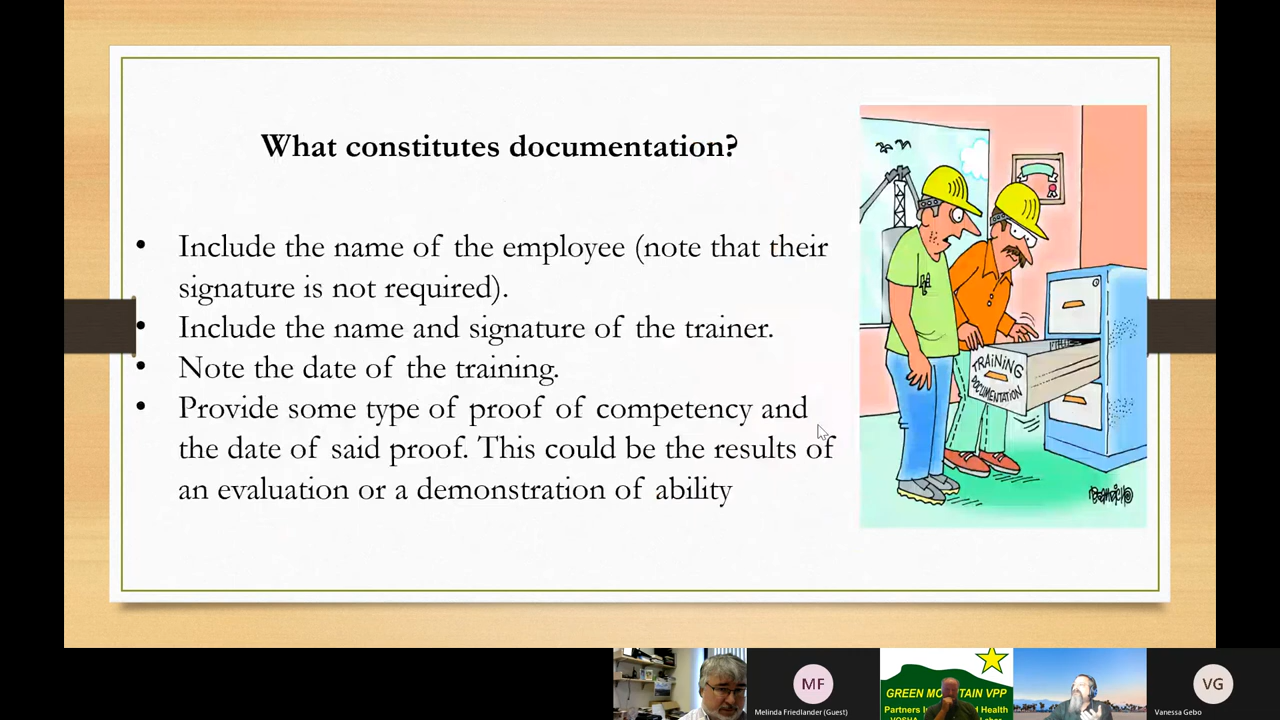 What constitutes documentation?
• Include the name of the employee (note that their
signature is not required).
• Include the name and signature of the trainer.
• Note the date of the training.
• Provide some type of proof of competency and
the date of said proof. This could be the results of
an evaluation or a demonstration of ability
TRAINING
DOCUMENTATION
MF
Melinda Friedlander (Guest)
GREEN MO TAIN VPP
Partners
Health
VOSHA
VG
Vanessa Gebo